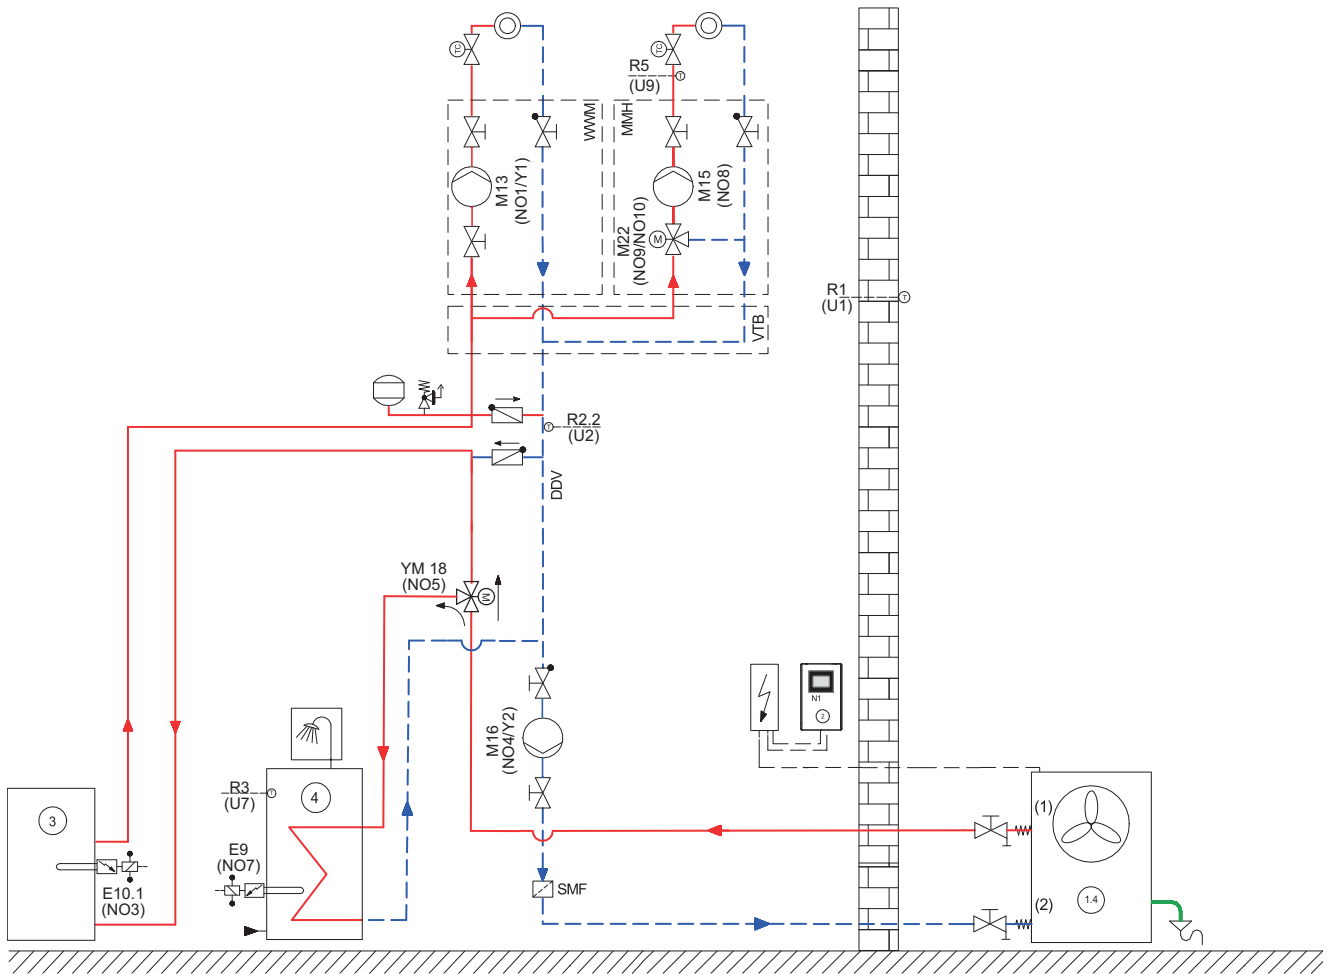 TC
TC
R5
(U9)
T
WWM
MMH
M13
(NO1/Y1)
M15
(NO8)
M22
(NO9/NO10)
M
R1
(U1)
T
VTB
R2.2
(U2)
T
DDV
YM 18
(NO5)
M
M16
(NO4/Y2)
N1
2
R3
(U7)
T
4
3
(1)
E9
(NO7)
E10.1
(NO3)
SMF
(2)
1.4